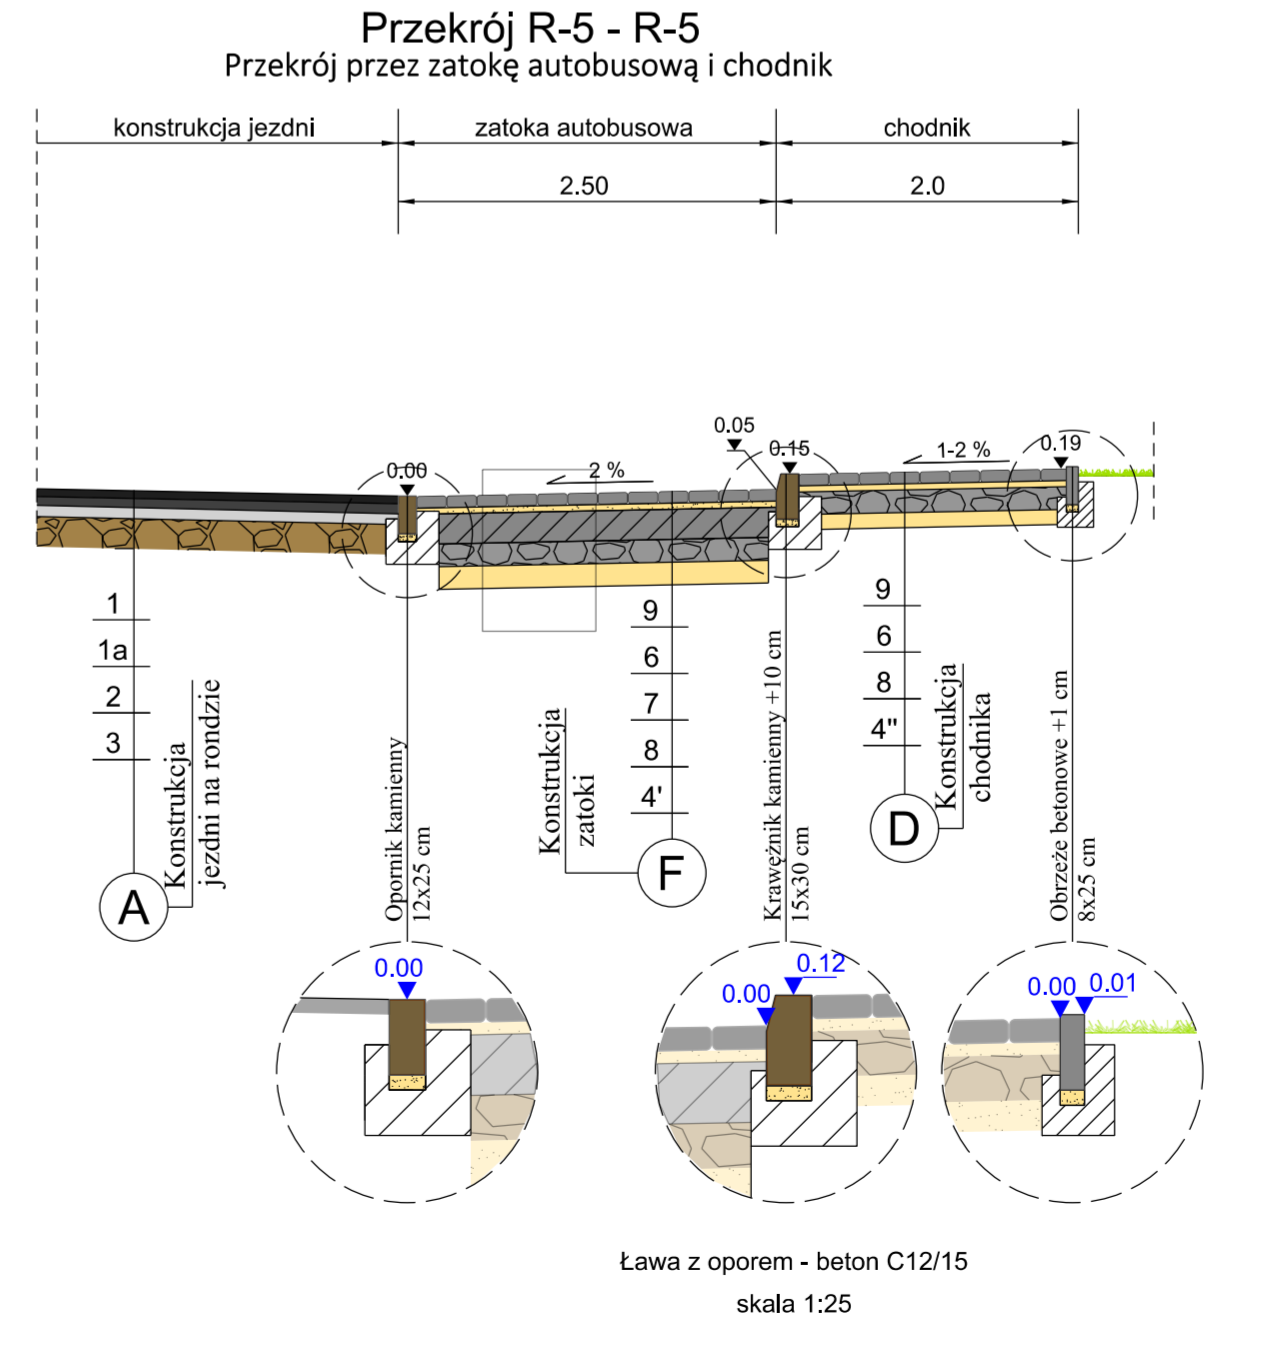 Przekrój R-5 - R-5
Przekrój przez zatokę autobusową i chodnik
konstrukcja jezdni
zatoka autobusowa
chodnik
2.50
2.0
0.00
2 %
0.05
0.15
1-2 %
0.19
1
1a
2
3
Konstrukcja
jezdni na rondzie
A
Opornik kamienny
12x25 cm
9
6
7
8
4'
Konstrukcja
zatoki
F
Krawężnik kamienny +10 cm
15x30 cm
9
6
8
4"
Konstrukcja
chodnika
D
Obrzeże betonowe +1 cm
8x25 cm
0.00
0.00
0.12
0.00
0.01
Ława z oporem - beton C12/15
skala 1:25